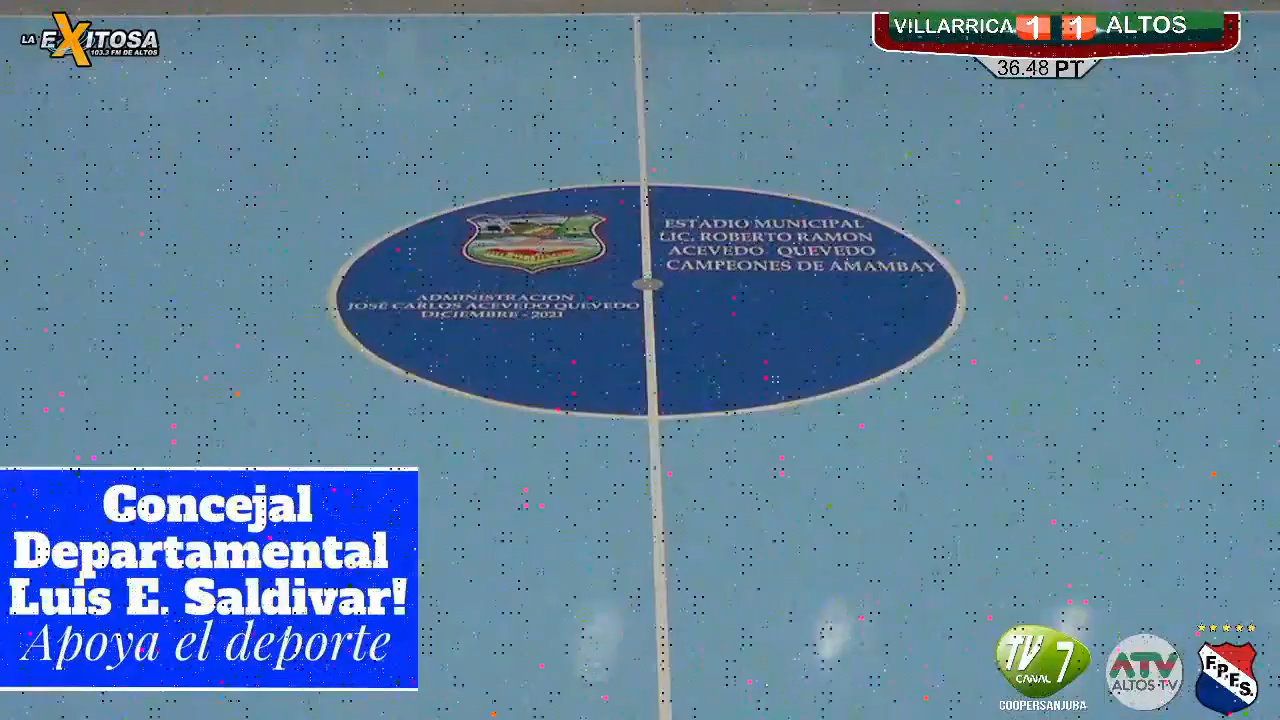 LA EXITOSA
103.3 FM DE ALTOS
VILLARRICA 1 1 ALTOS
36.48 PT
ESTADIO MUNICIPAL
LIC. ROBERTO RAMON
ACEVEDO QUEVEDO
CAMPEONES DE AMAMBAY
ADMINISTRACION
JOSE CARLOS ACEVEDO QUEVEDO
DICIEMBRE - 2021
Concejal
Departamental
Luis E. Saldivar!
Apoya el deporte
TV 7
CANAL
COOPERSANJUBA
ATV
ALTOS TV
F.P.F.S.